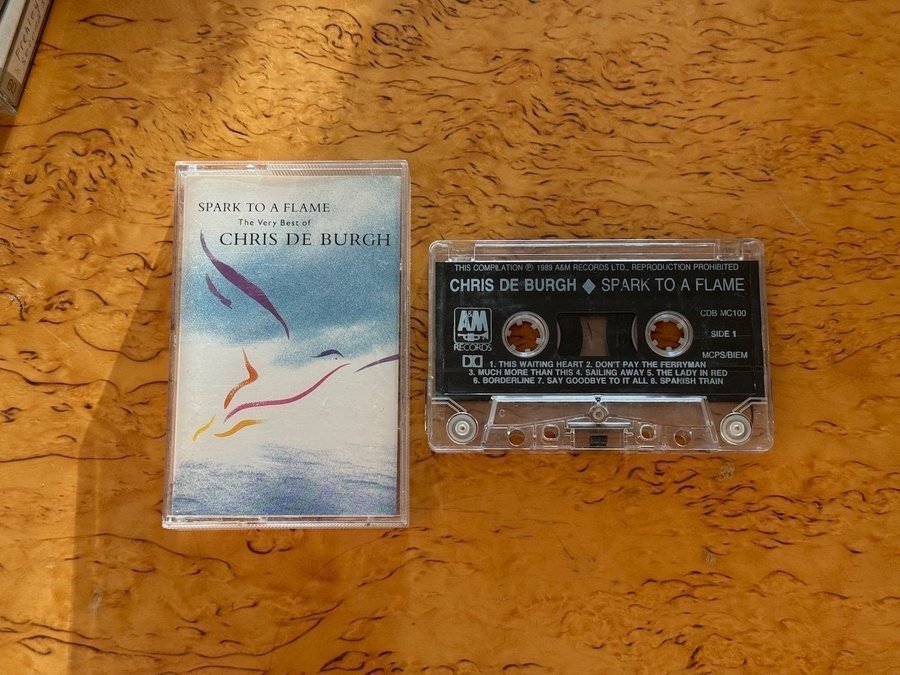 SPARK TO A FLAME
The Very Best of
CHRIS DE BURGH
THIS COMPILATION ℗ 1989 A&M RECORDS LTD., REPRODUCTION PROHIBITED
CHRIS DE BURGH ◆ SPARK TO A FLAME
CDB MC100
A&M
RECORDS
SIDE 1
MCPS/BIEM
1. THIS WAITING HEART 2. DON'T PAY THE FERRYMAN
3. MUCH MORE THAN THIS 4. SAILING AWAY 5. THE LADY IN RED
6. BORDERLINE 7. SAY GOODBYE TO IT ALL 8. SPANISH TRAIN